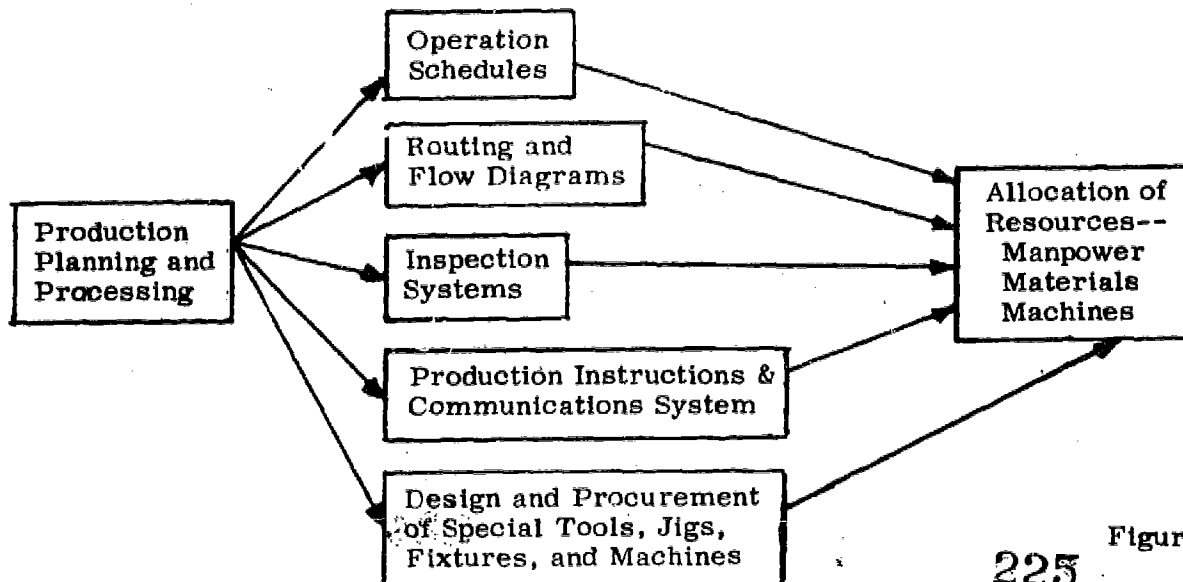 Operation
Schedules
Routing and
Flow Diagrams
Production
Planning and
Processing
Inspection
Systems
Allocation of
Resources--
Manpower
Materials
Machines
Production Instructions &
Communications System
Design and Procurement
of Special Tools, Jigs,
Fixtures, and Machines
225
Figur